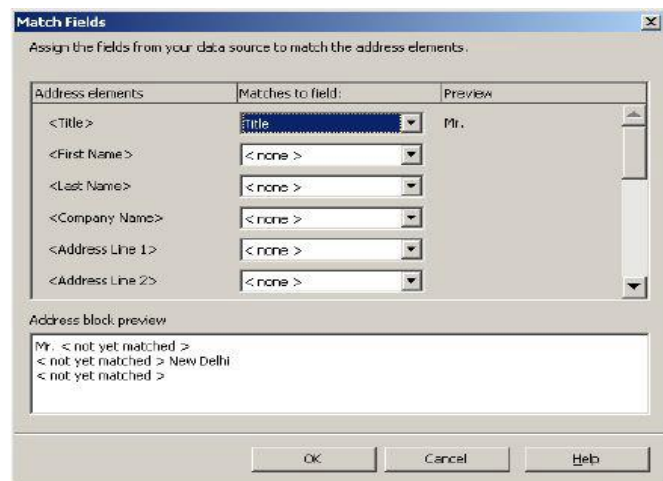 Match Fields
Assign the fields from your data source to match the address elements.
Address elements Matches to field: Preview
<Title> Title Mr.
<First Name> < none >
<Last Name> < none >
<Company Name> < none >
<Address Line 1> < none >
<Address Line 2> < none >
Address block preview
Mr. < not yet matched >
< not yet matched > New Delhi
< not yet matched >
OK Cancel Help